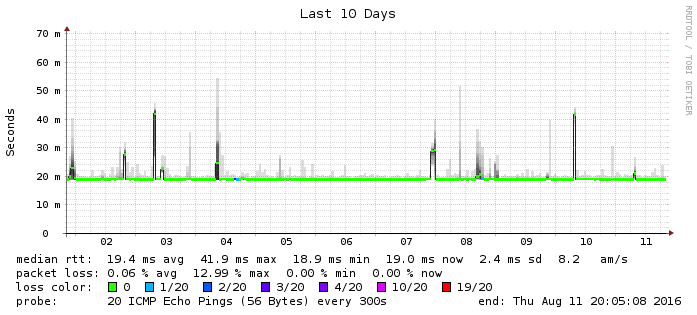 Last 10 Days
RRDTOOL / TOBI OETIKER
Seconds
70 m
60 m
50 m
40 m
30 m
20 m
10 m
0
02 03 04 05 06 07 08 09 10 11
median rtt: 19.4 ms avg 41.9 ms max 18.9 ms min 19.0 ms now 2.4 ms sd 8.2 am/s
packet loss: 0.06 % avg 12.99 % max 0.00 % min 0.00 % now
loss color: 0 1/20 2/20 3/20 4/20 10/20 19/20
probe: 20 ICMP Echo Pings (56 Bytes) every 300s end: Thu Aug 11 20:05:08 2016